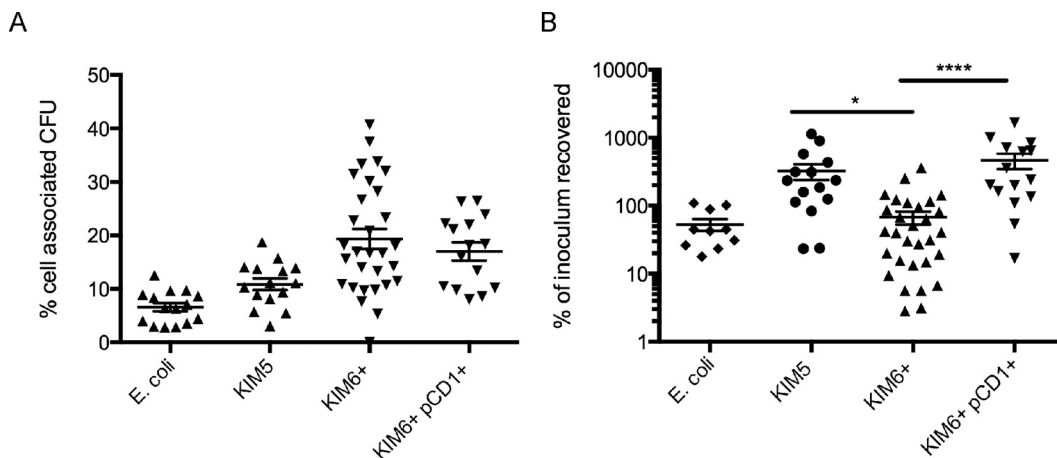 A
% cell associated CFU
50
40
30
20
10
0
E. coli
KIM5
KIM6+
KIM6+ pCD1+
B
% of inoculum recovered
10000
1000
100
10
1
*
****
E. coli
KIM5
KIM6+
KIM6+ pCD1+